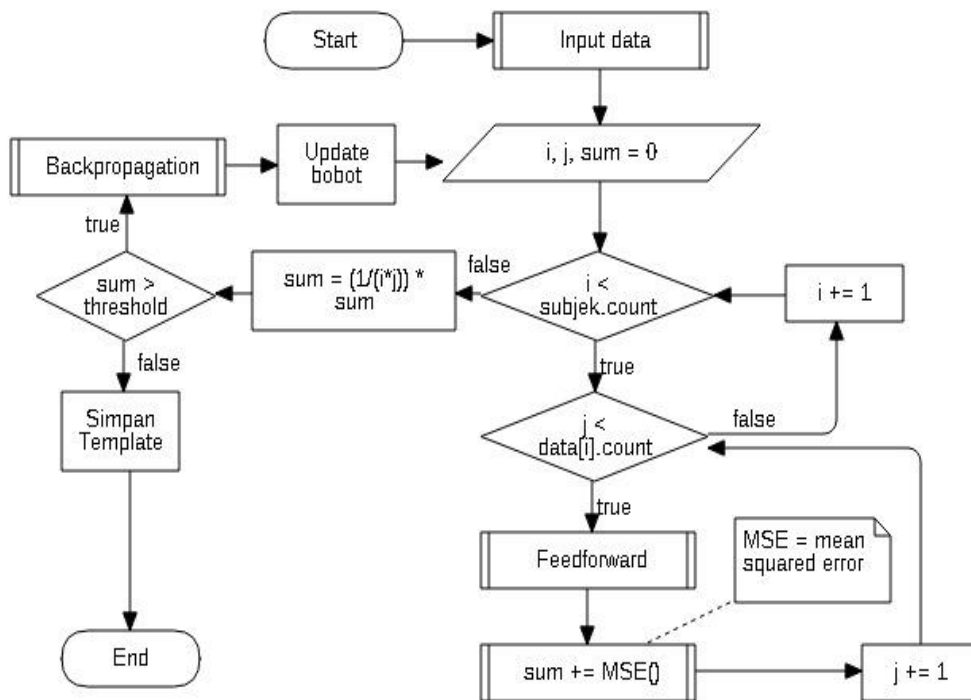 Start
Input data
i, j, sum = 0
Update
bobot
Backpropagation
true
sum >
threshold
false
Simpan
Template
End
sum = (1/(i*j)) *
sum
false
i <
subjek.count
i += 1
true
j <
data[i].count
false
true
Feedforward
MSE = mean
squared error
sum += MSE()
j += 1